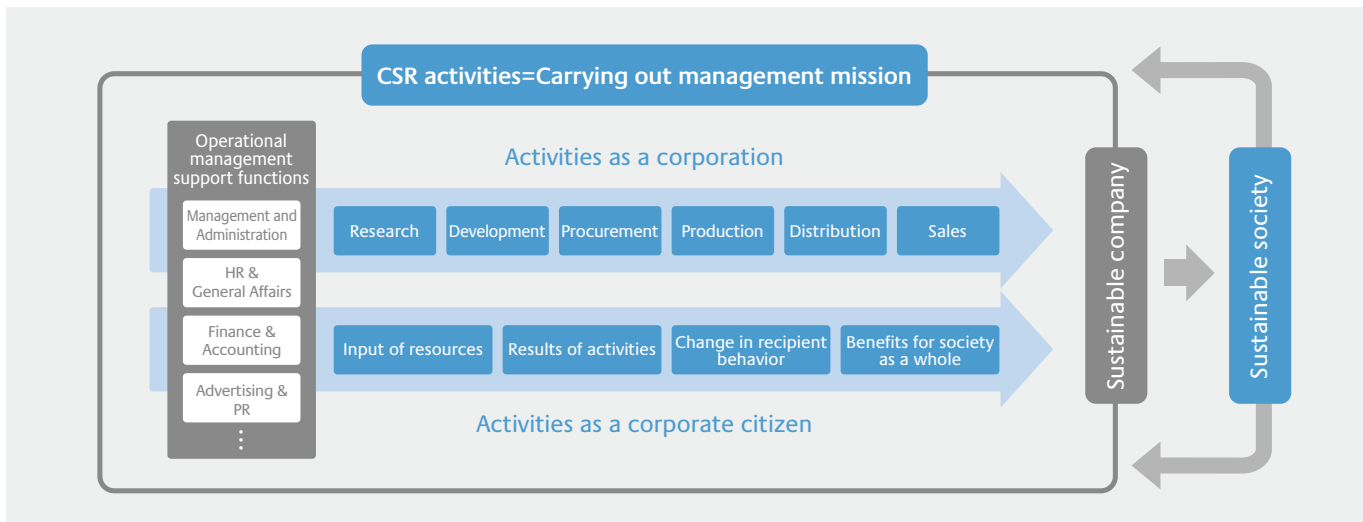 CSR activities=Carrying out management mission
Operational
management
support functions
Management and
Administration
HR &
General Affairs
Finance &
Accounting
Advertising &
PR
⋮
Activities as a corporation
Research
Development
Procurement
Production
Distribution
Sales
Input of resources
Results of activities
Change in recipient
behavior
Benefits for society
as a whole
Activities as a corporate citizen
Sustainable company
Sustainable society